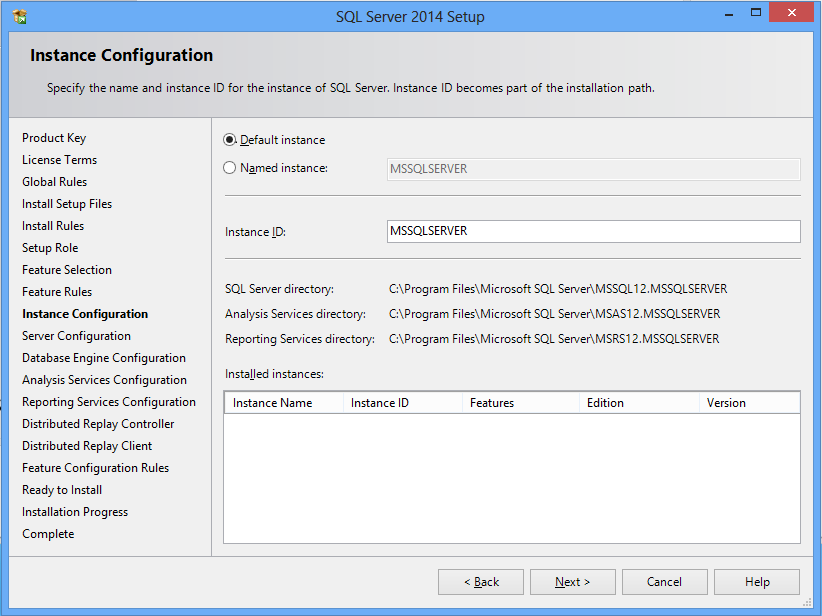 SQL Server 2014 Setup
Instance Configuration
Specify the name and instance ID for the instance of SQL Server. Instance ID becomes part of the installation path.
Product Key
License Terms
Global Rules
Install Setup Files
Install Rules
Setup Role
Feature Selection
Feature Rules
Instance Configuration
Server Configuration
Database Engine Configuration
Analysis Services Configuration
Reporting Services Configuration
Distributed Replay Controller
Distributed Replay Client
Feature Configuration Rules
Ready to Install
Installation Progress
Complete
Default instance
Named instance: MSSQLSERVER
Instance ID: MSSQLSERVER
SQL Server directory: C:\Program Files\Microsoft SQL Server\MSSQL12.MSSQLSERVER
Analysis Services directory: C:\Program Files\Microsoft SQL Server\MSAS12.MSSQLSERVER
Reporting Services directory: C:\Program Files\Microsoft SQL Server\MSRS12.MSSQLSERVER
Installed instances:
Instance Name Instance ID Features Edition Version
< Back Next > Cancel Help